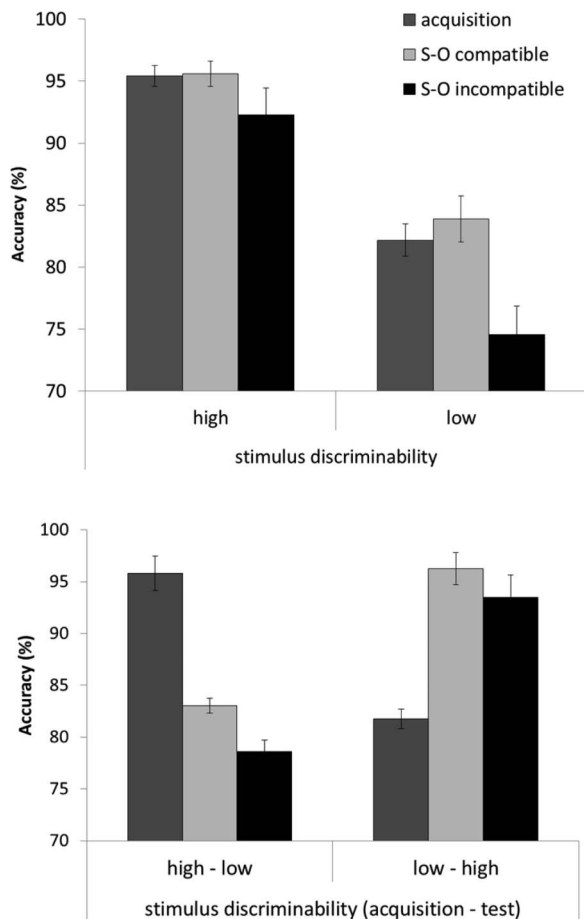 100
95
90
85
80
75
70
Accuracy (%)
acquisition
S-O compatible
S-O incompatible
high low
stimulus discriminability
100
95
90
85
80
75
70
Accuracy (%)
high - low low - high
stimulus discriminability (acquisition - test)